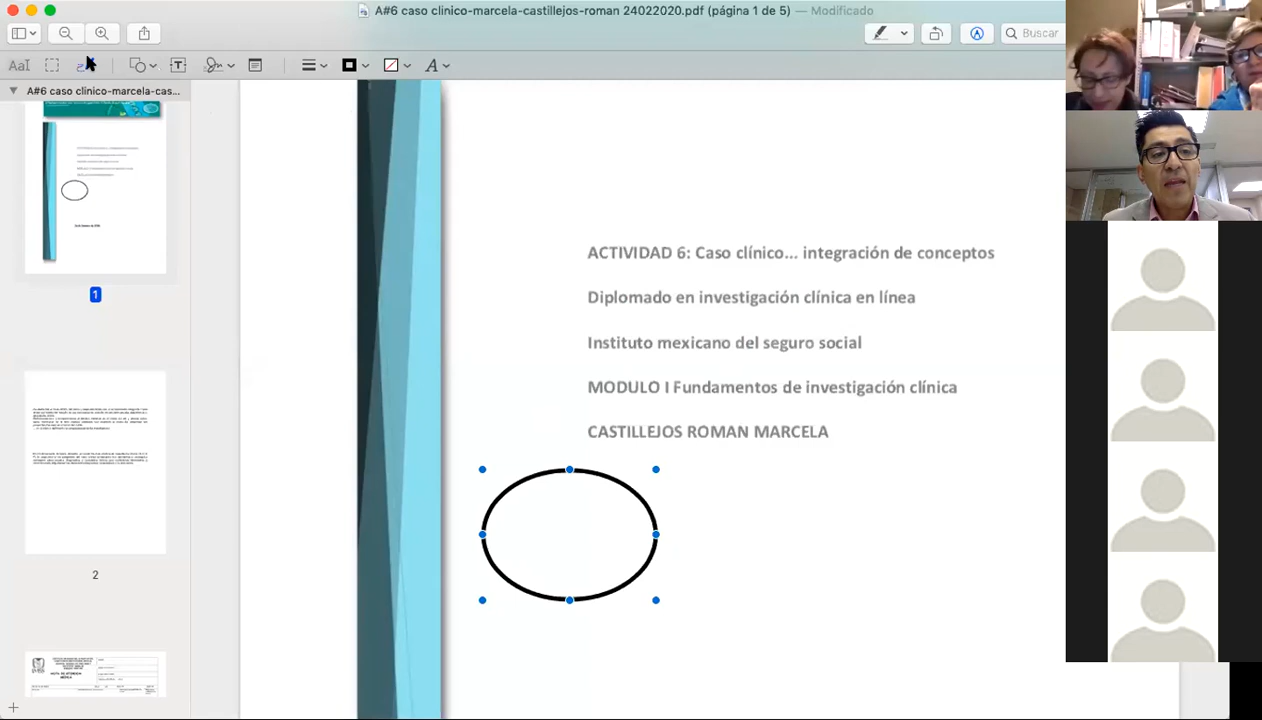 A#6 caso clinico-marcela-castillejos-roman 24022020.pdf (página 1 de 5) — Modificado
Buscar
AaI
T
A
A#6 caso clinico-marcela-cas...
1
2
ACTIVIDAD 6: Caso clínico... integración de conceptos
Diplomado en investigación clínica en línea
Instituto mexicano del seguro social
MODULO I Fundamentos de investigación clínica
CASTILLEJOS ROMAN MARCELA